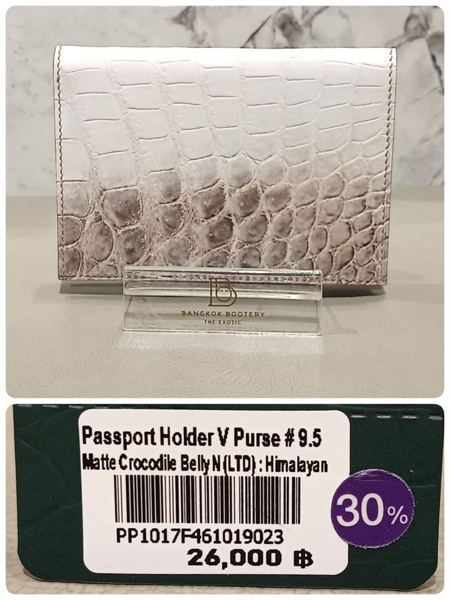 BANGKOK BOOTERY
THE EXOTIC
Passport Holder V Purse # 9.5
Matte Crocodile Belly N (LTD) : Himalayan
PP1017F461019023
26,000 ฿
30%